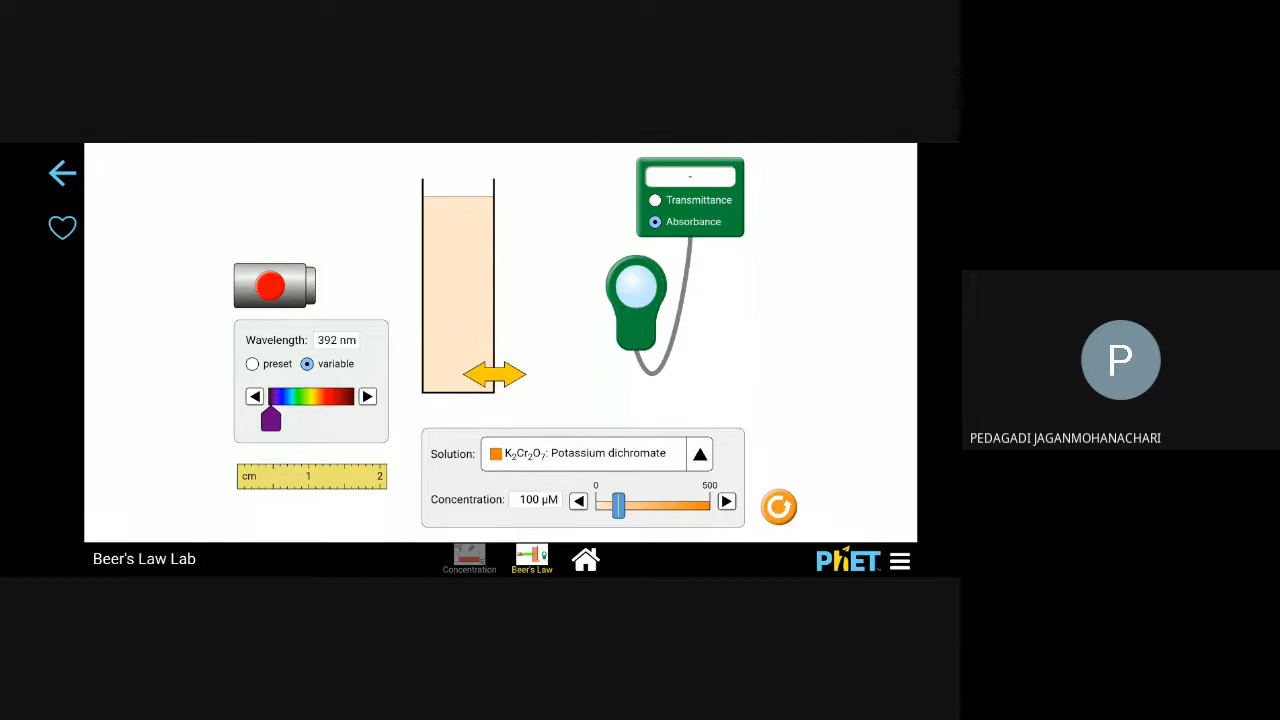 -
Transmittance
Absorbance
Wavelength: 392 nm
preset variable
cm 1 2
Solution: K₂Cr₂O₇: Potassium dichromate
0 500
Concentration: 100 µM
P
PEDAGADI JAGANMOHANACHARI
Beer's Law Lab
Concentration Beer's Law
PhET